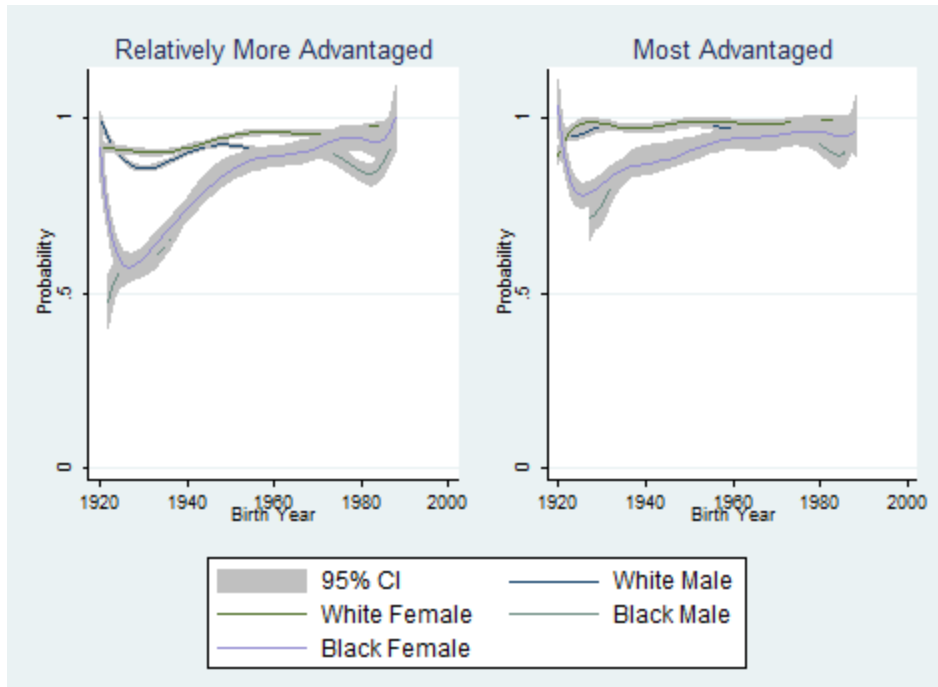 Relatively More Advantaged
Most Advantaged
Probability
1
.5
0
1920 1940 1960 1980 2000
Birth Year
Probability
1
.5
0
1920 1940 1960 1980 2000
Birth Year
95% CI
White Male
White Female
Black Male
Black Female